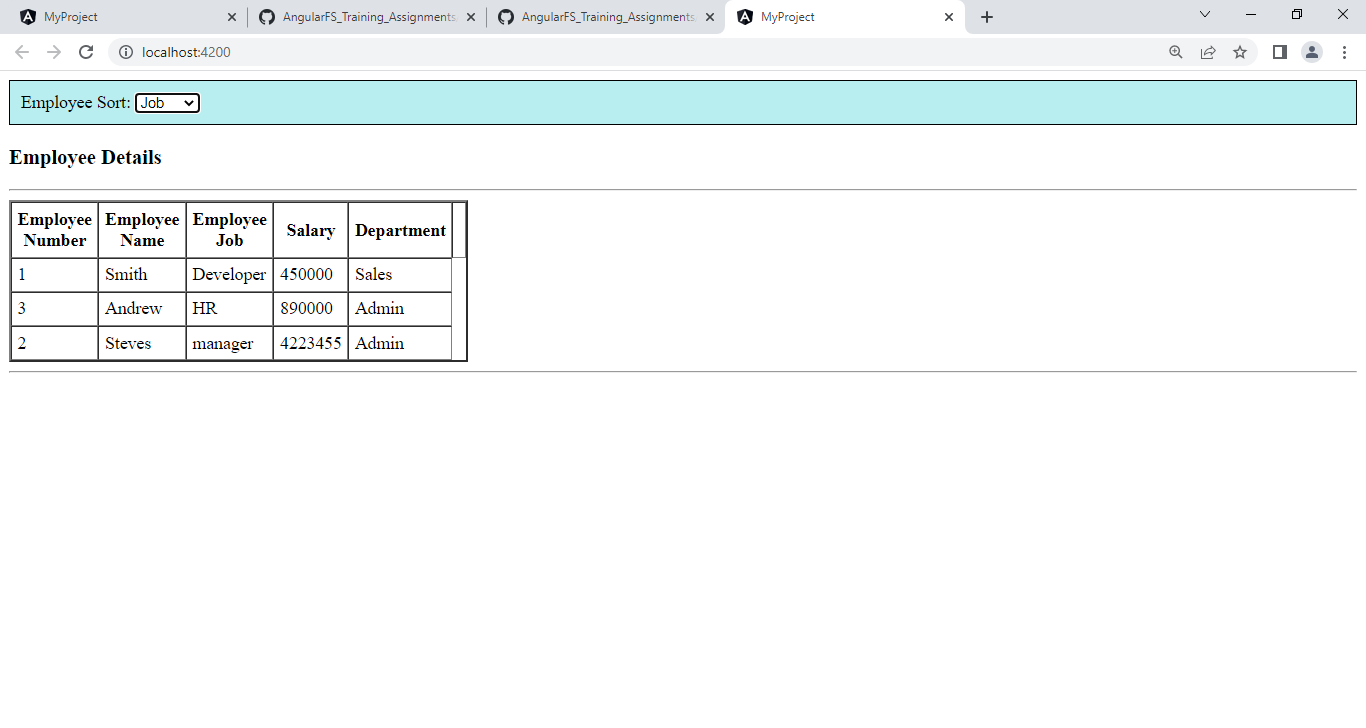 MyProject AngularFS_Training_Assignments AngularFS_Training_Assignments MyProject
localhost:4200
Employee Sort: Job
Employee Details
Employee Number Employee Name Employee Job Salary Department
1 Smith Developer 450000 Sales
3 Andrew HR 890000 Admin
2 Steves manager 4223455 Admin